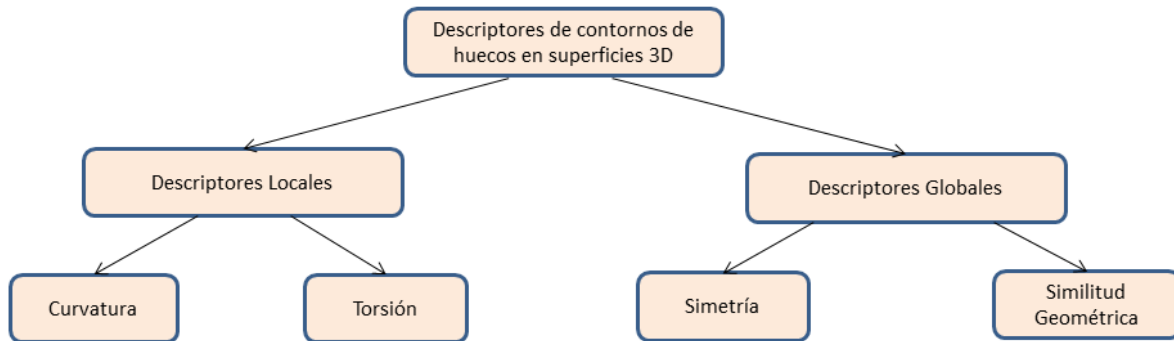 Descriptores de contornos de
huecos en superficies 3D
Descriptores Locales
Descriptores Globales
Curvatura
Torsión
Simetría
Similitud
Geométrica